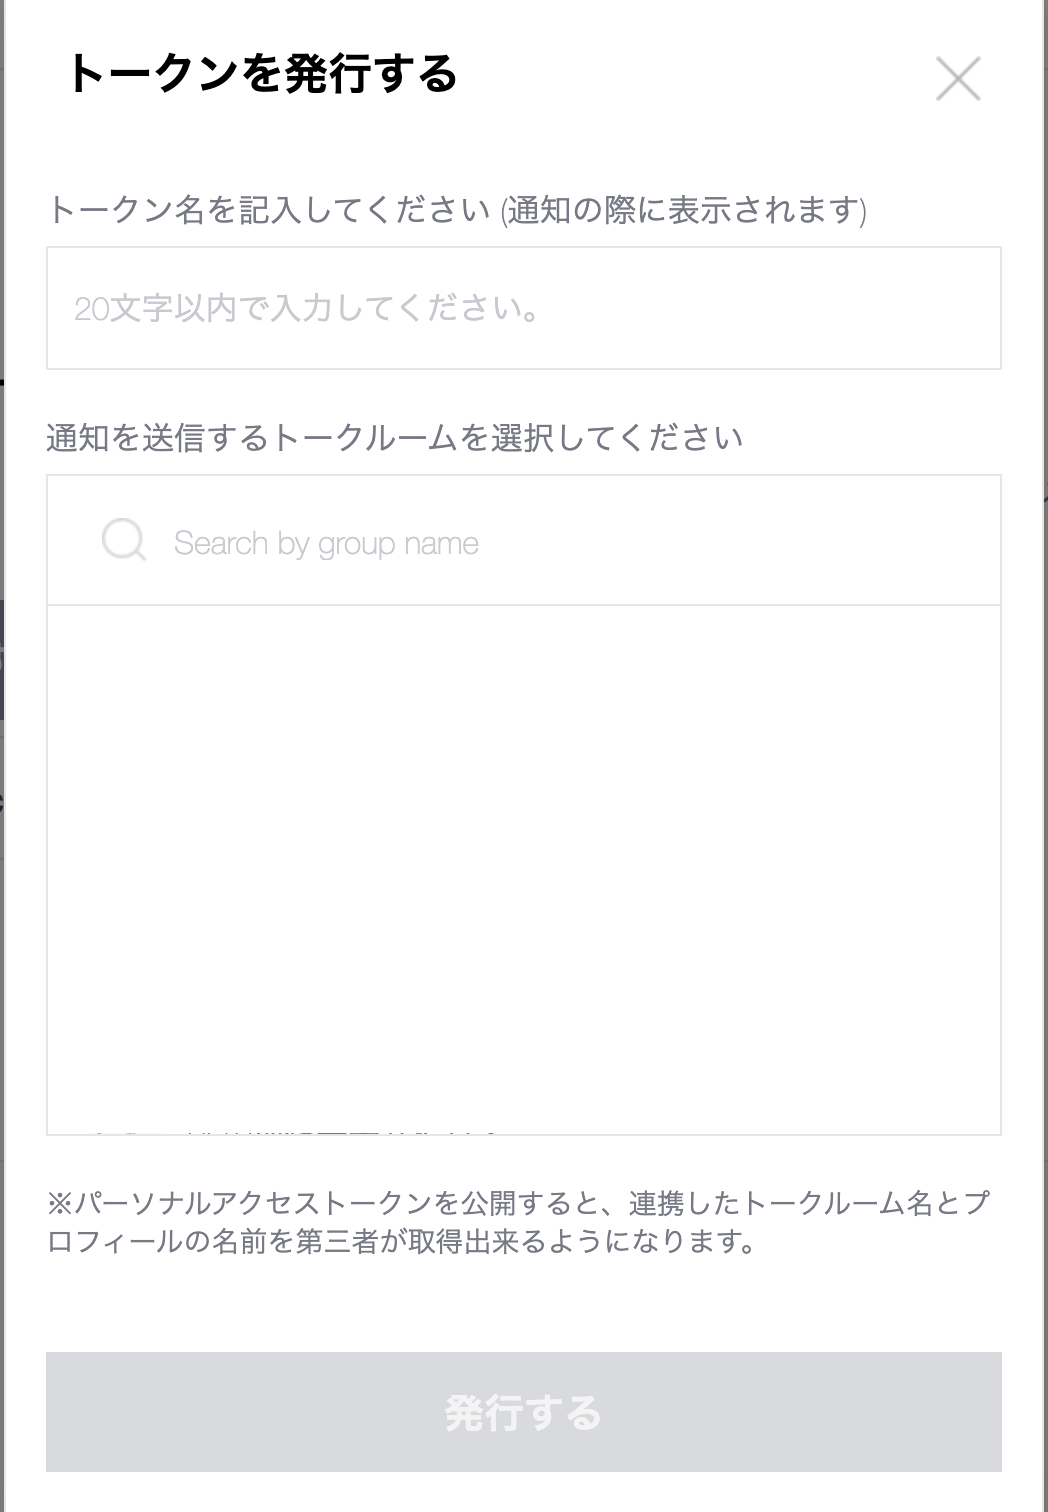 トークンを発行する
トークン名を記入してください (通知の際に表示されます)
20文字以内で入力してください。
通知を送信するトークルームを選択してください
Search by group name
※パーソナルアクセストークンを公開すると、連携したトークルーム名とプ
ロフィールの名前を第三者が取得出来るようになります。
発行する